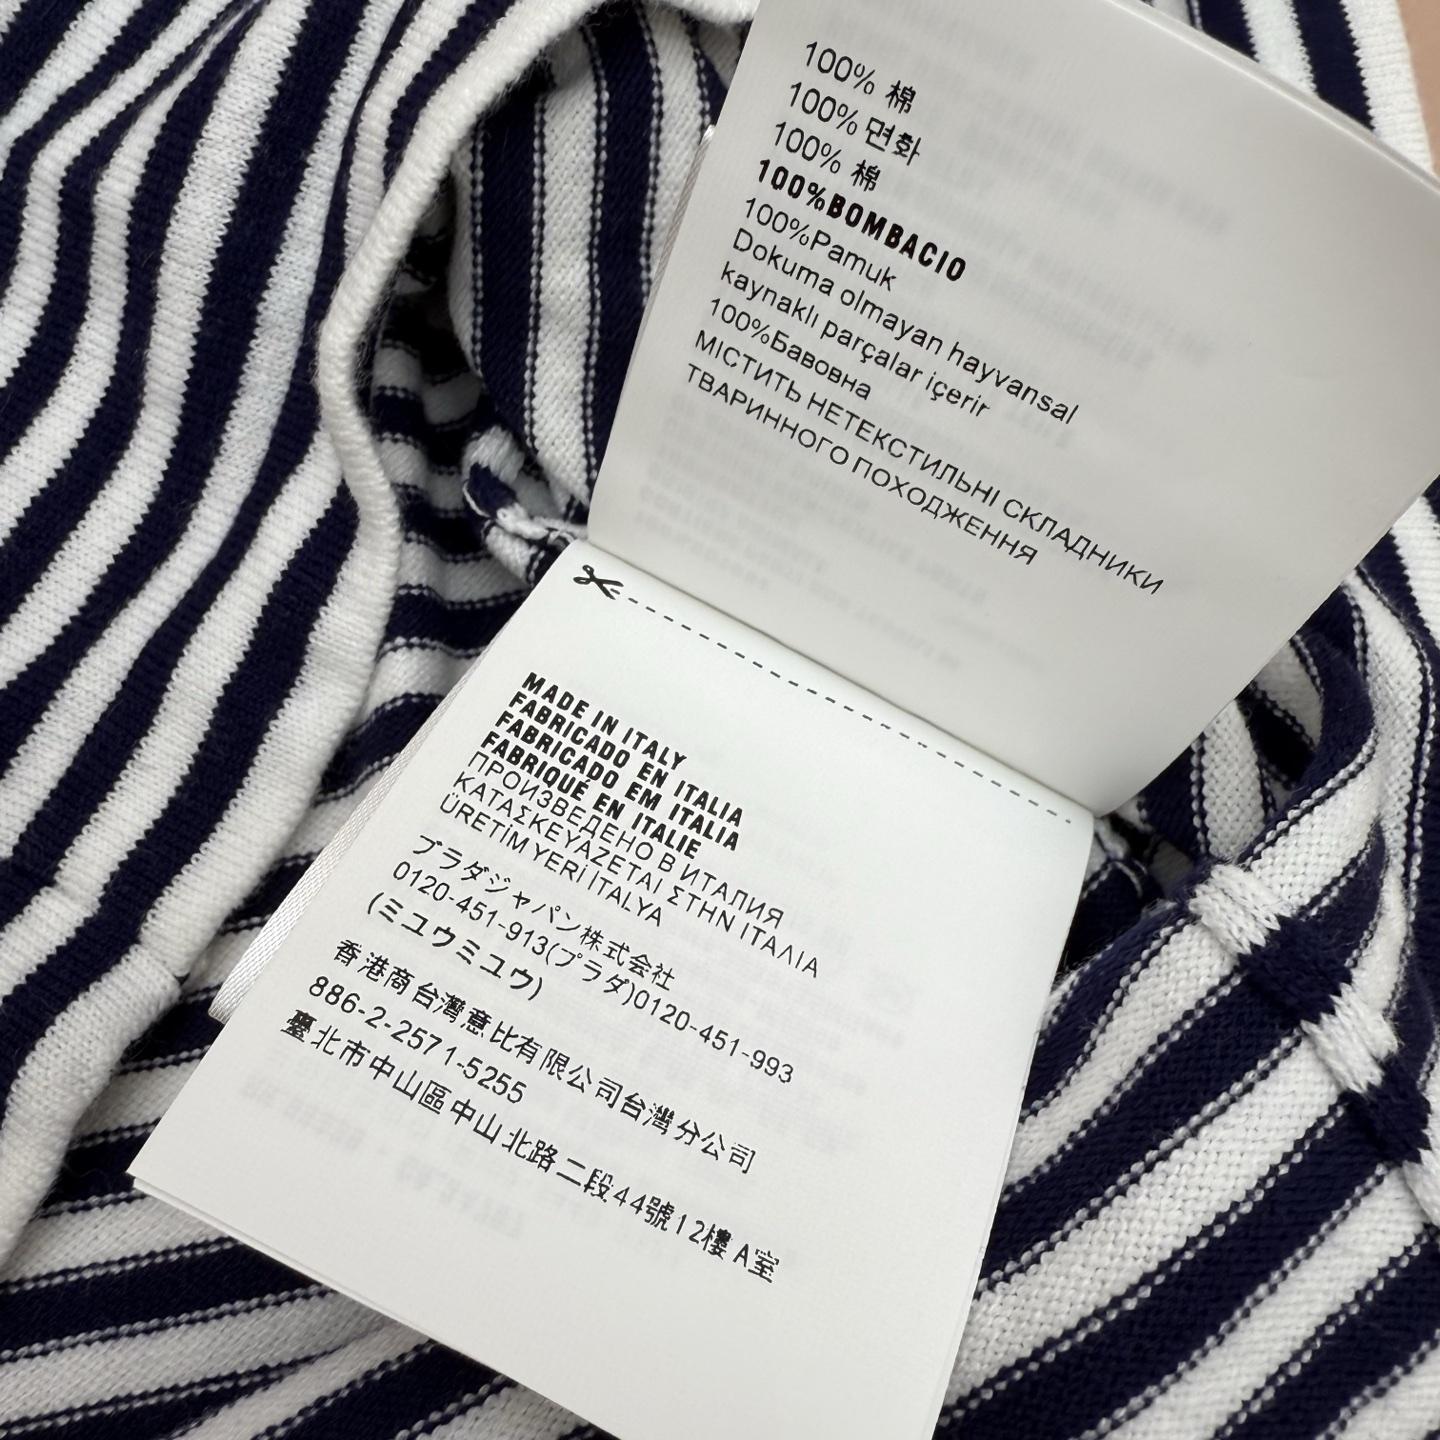 100% 棉
100% 면화
100% 棉
100%BOMBACIO
100%Pamuk
Dokuma olmayan hayvansal
kaynaklı parçalar içerir
100%Бавовна
МІСТИТЬ НЕТЕКСТИЛЬНІ СКЛАДНИКИ
ТВАРИННОГО ПОХОДЖЕННЯ
MADE IN ITALY
FABRICADO EN ITALIA
FABRICADO EM ITALIA
FABRIQUÉ EN ITALIE
ПРОИЗВЕДЕНО В ИТАЛИЯ
ΚΑΤΑΣΚΕΥΑΖΕΤΑΙ ΣΤΗΝ ΙΤΑΛΙΑ
ÜRETİM YERİ İTALYA
プラダジャパン株式会社
0120-451-913(プラダ)0120-451-993
(ミユウミユウ)
香港商台灣意比有限公司台灣分公司
886-2-2571-5255
臺北市中山區中山北路二段44號12樓A室